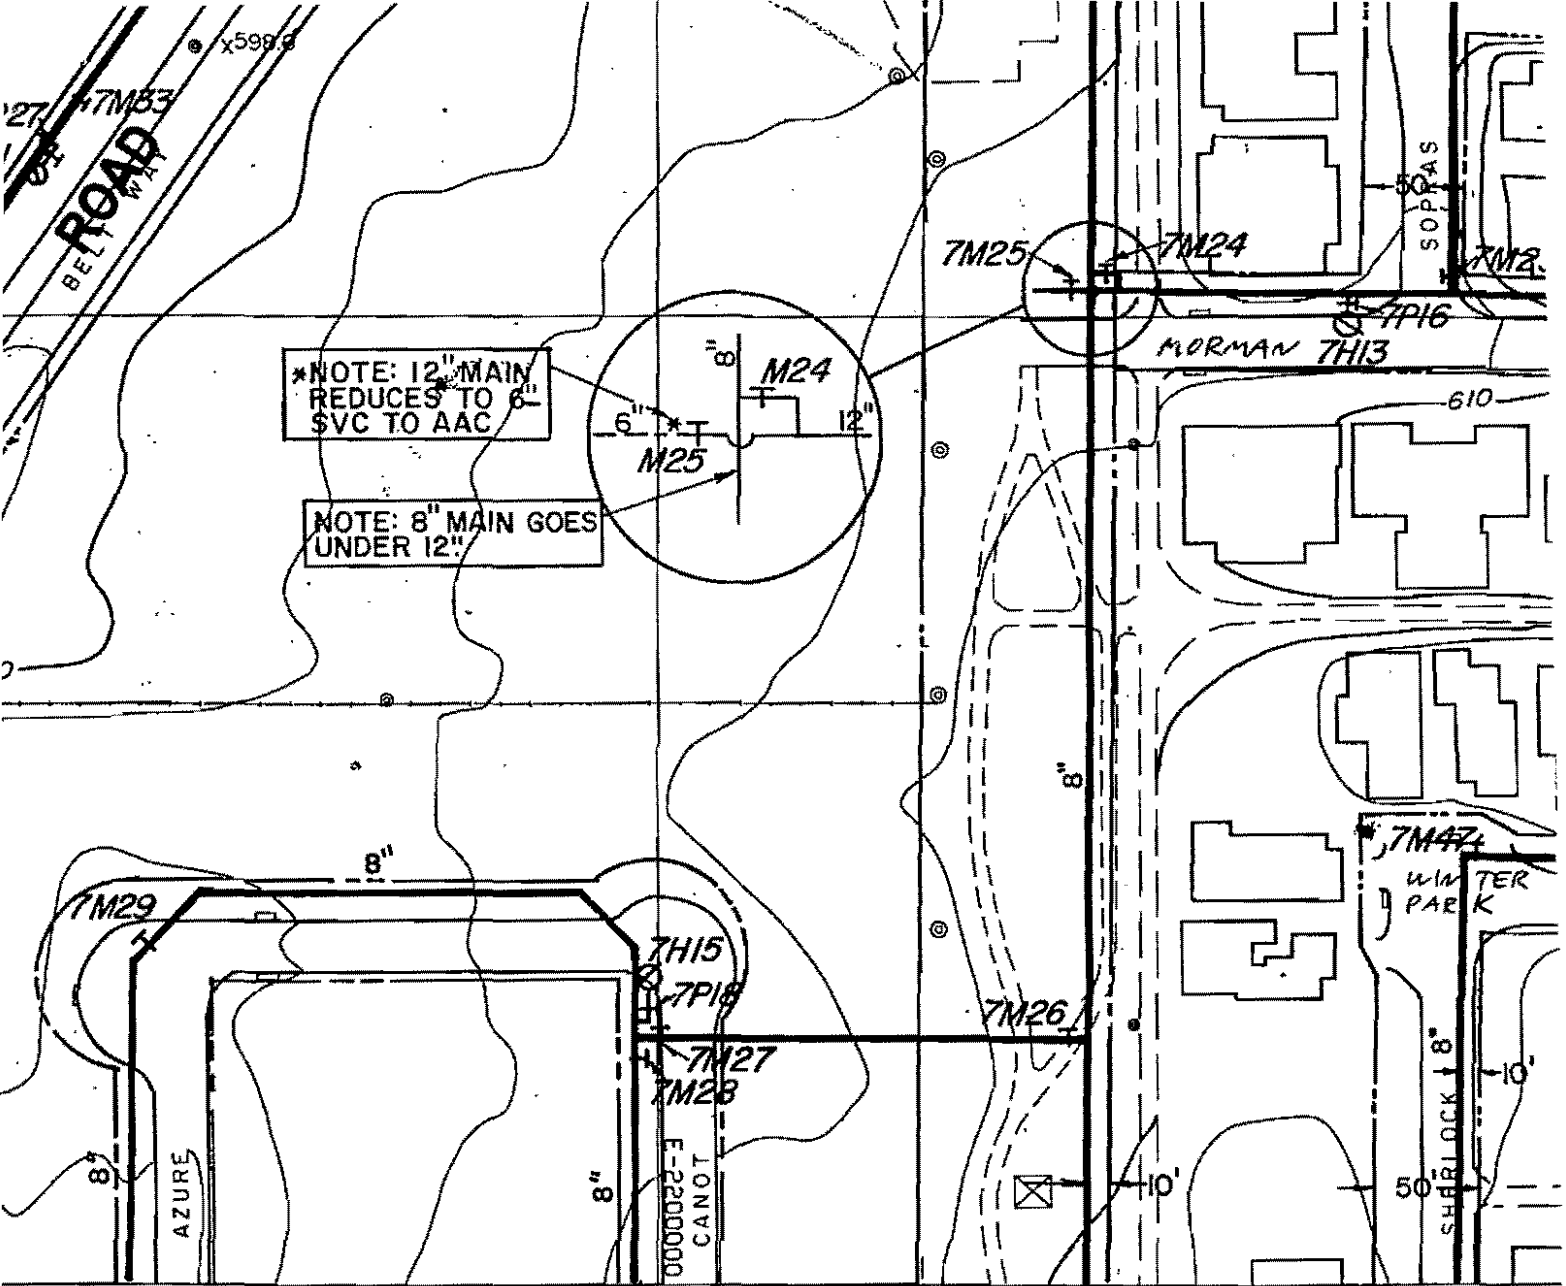 x598.8
7M33
ROAD
BELT WAY
50'
SOPRAS
7M25
7M24
7P16
MORMAN
7H13
610
*NOTE: 12" MAIN
REDUCES TO 6"
SVC TO AAC
8"
M24
6"
*
12"
M25
NOTE: 8" MAIN GOES
UNDER 12".
8"
7M47
WINTER
PARK
8"
7M29
7H15
7P18
7M26
7M27
7M28
8"
AZURE
8"
E-2200000
CANOT
10'
8"
10'
50'
SHERLOCK